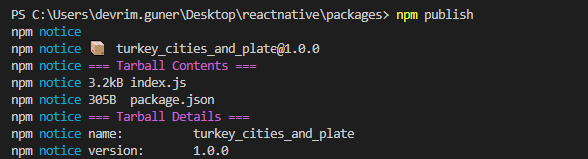 PS C:\Users\devrim.guner\Desktop\reactnative\packages> npm publish
npm notice
npm notice 📦 turkey_cities_and_plate@1.0.0
npm notice === Tarball Contents ===
npm notice 3.2kB index.js
npm notice 305B  package.json
npm notice === Tarball Details ===
npm notice name:          turkey_cities_and_plate
npm notice version:       1.0.0